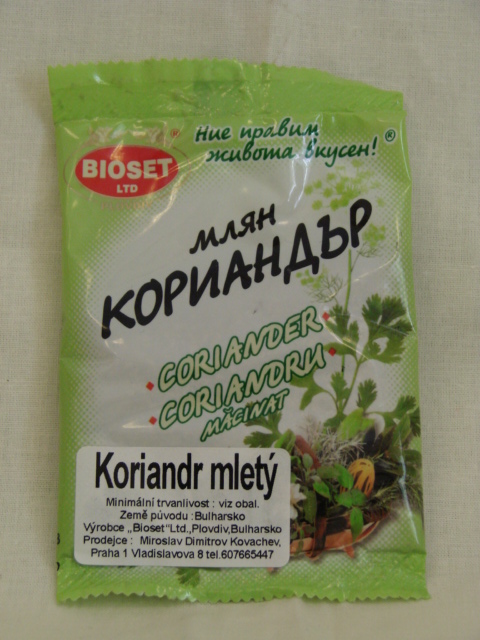 BIOSET
LTD
®
Ние правим
живота вкусен!
®
МЛЯН
КОРИАНДЪР
CORIANDER
CORIANDRU
MĂCINAT
Koriandr mletý
Minimální trvanlivost : viz obal.
Země původu :Bulharsko
Výrobce „Bioset“Ltd.,Plovdiv,Bulharsko
Prodejce : Miroslav Dimitrov Kovachev,
Praha 1 Vladislavova 8 tel.607665447